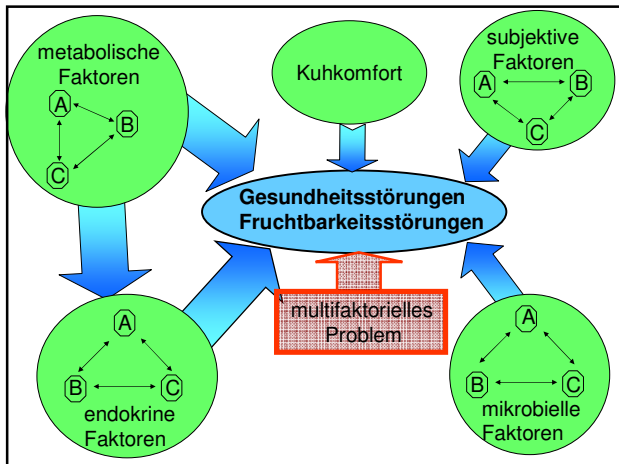 metabolische
Faktoren
A
B
C
Kuhkomfort
subjektive
Faktoren
A
B
C
Gesundheitsstörungen
Fruchtbarkeitsstörungen
multifaktorielles
Problem
A
B
C
endokrine
Faktoren
A
B
C
mikrobielle
Faktoren